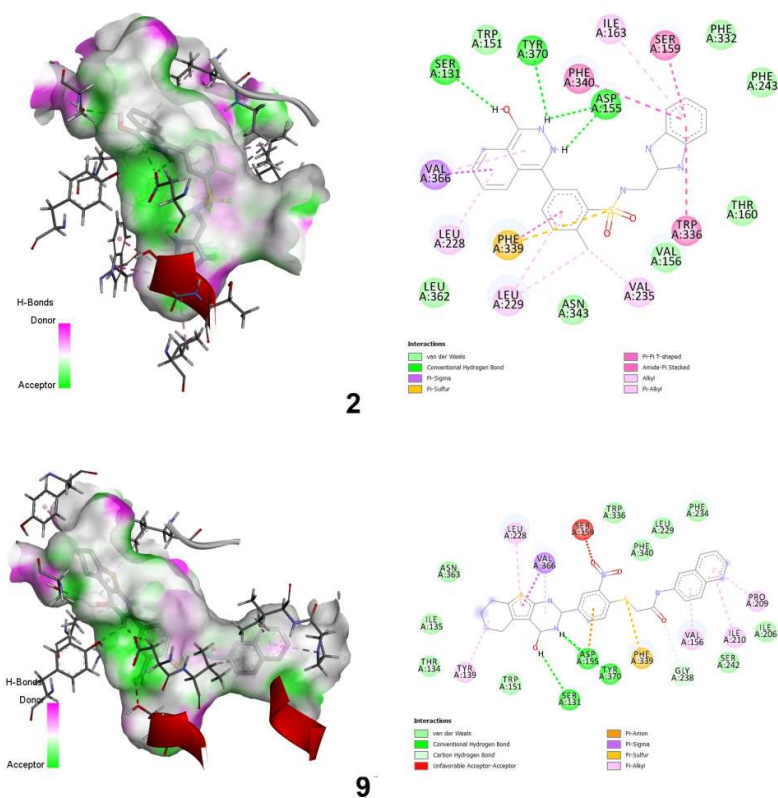 ILE
A:163
SER
A:159
PHE
A:332
TRP
A:151
TYR
A:370
PHE
A:243
SER
A:131
PHE
A:340
ASP
A:155
H
HO
H
N
N
H
N
N
N
S
O
O
VAL
A:366
THR
A:160
TRP
A:336
LEU
A:228
PHE
A:339
VAL
A:156
LEU
A:362
LEU
A:229
ASN
A:343
VAL
A:235
H-Bonds
Donor
Acceptor
Interactions
van der Waals
Conventional Hydrogen Bond
Pi-Sigma
Pi-Sulfur
Pi-Pi T-shaped
Amide-Pi Stacked
Alkyl
Pi-Alkyl
2
TRP
A:336
PHE
A:234
LEU
A:228
SER
LEU
A:229
VAL
A:366
PHE
A:340
ASN
A:363
PRO
A:209
ILE
A:135
VAL
A:156
ILE
A:210
ILE
A:206
ASP
TYR
A:370
PHE
A:339
SER
A:242
THR
A:134
TYR
A:139
GLY
A:238
TRP
A:151
SER
A:131
H-Bonds
Donor
Acceptor
Interactions
van der Waals
Conventional Hydrogen Bond
Carbon Hydrogen Bond
Unfavorable Acceptor-Acceptor
Pi-Anion
Pi-Sigma
Pi-Sulfur
Pi-Alkyl
9